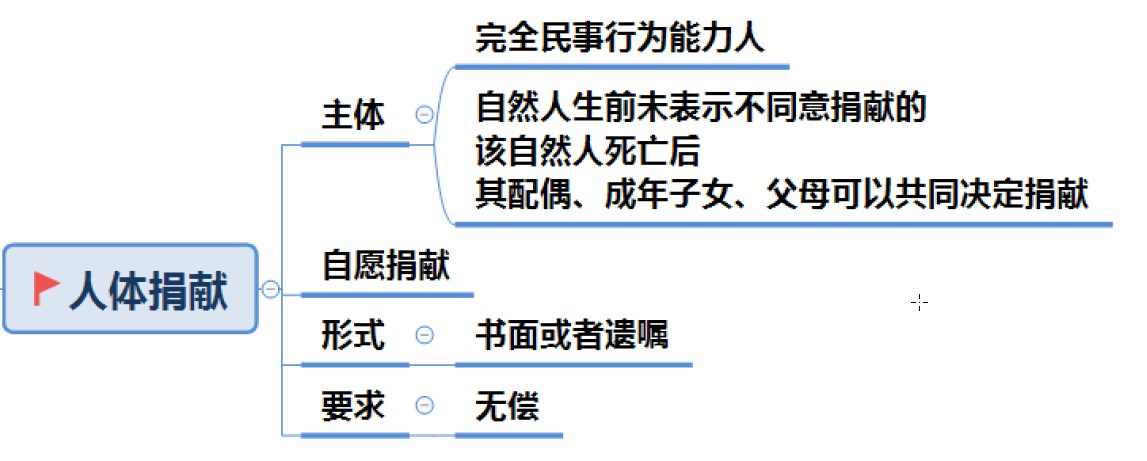 人体捐献
主体
完全民事行为能力人
自然人生前未表示不同意捐献的
该自然人死亡后
其配偶、成年子女、父母可以共同决定捐献
自愿捐献
形式
书面或者遗嘱
要求
无偿